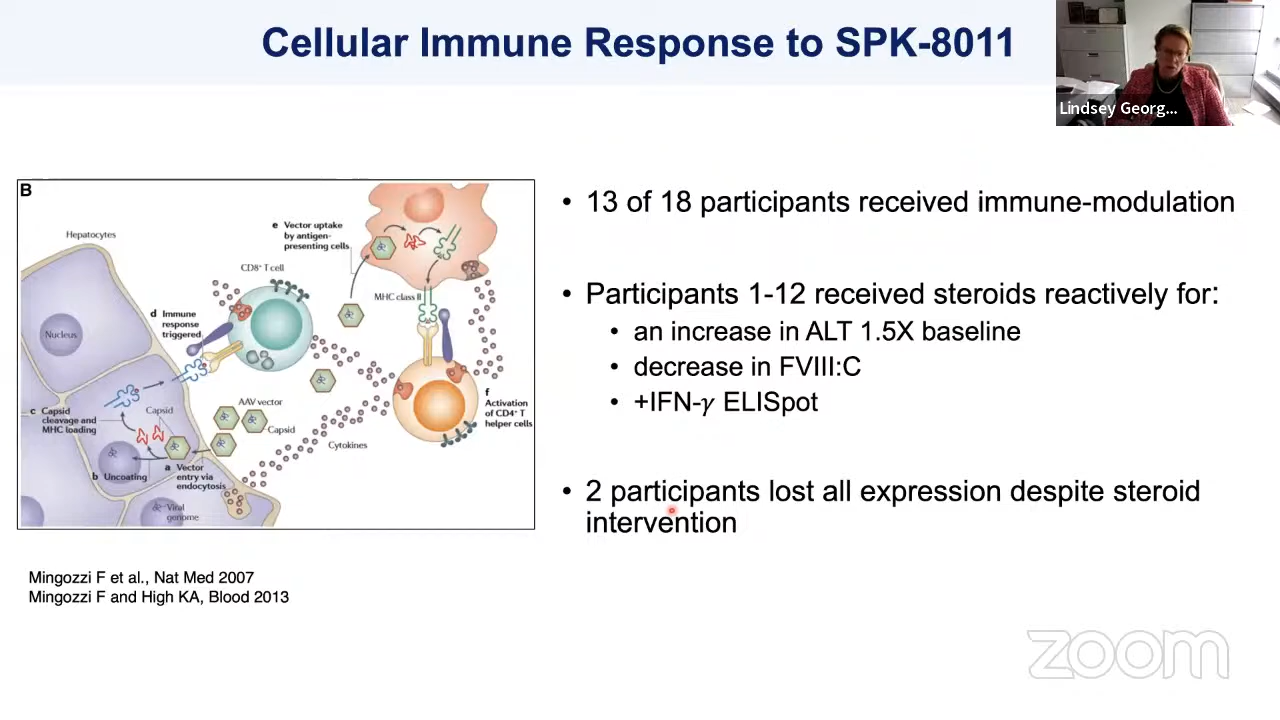 Cellular Immune Response to SPK-8011
Lindsey Georg...
B
Hepatocytes
e Vector uptake
by antigen-
presenting cells
CD8+ T cell
MHC class II
d Immune
response
triggered
Nucleus
c Capsid
cleavage and
MHC loading
Capsid
AAV vector
Capsid
f
Activation
of CD4+ T
helper cells
Cytokines
b Uncoating
a Vector
entry via
endocytosis
Viral
genome
Mingozzi F et al., Nat Med 2007
Mingozzi F and High KA, Blood 2013
• 13 of 18 participants received immune-modulation
• Participants 1-12 received steroids reactively for:
• an increase in ALT 1.5X baseline
• decrease in FVIII:C
• +IFN-γ ELISpot
• 2 participants lost all expression despite steroid
intervention
zoom